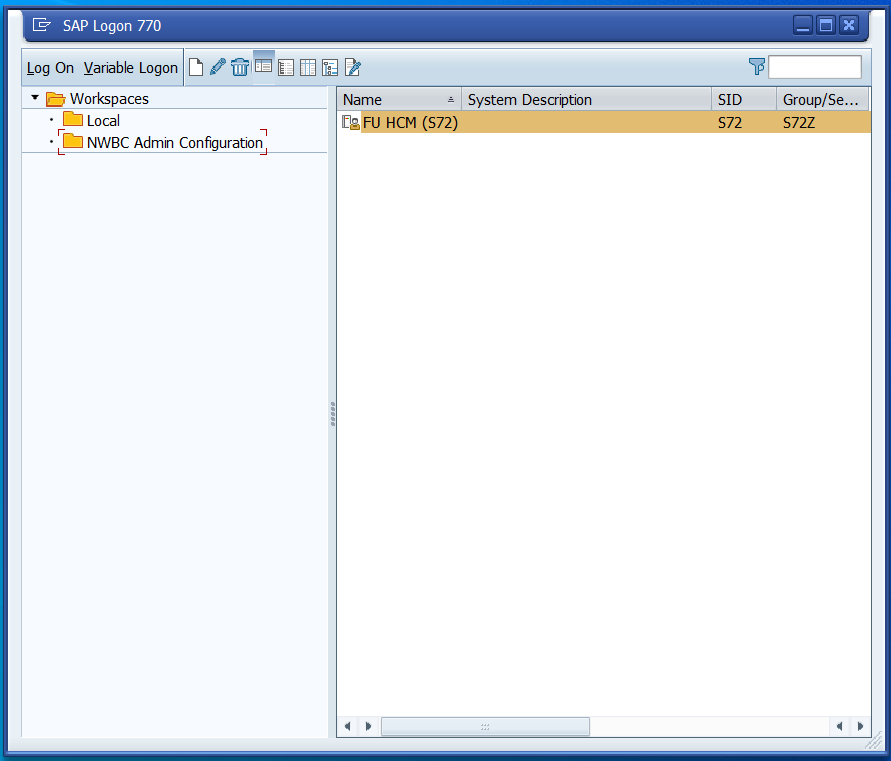 SAP Logon 770
Log On Variable Logon
Workspaces
Local
NWBC Admin Configuration
Name System Description SID Group/Se...
FU HCM (S72) S72 S72Z